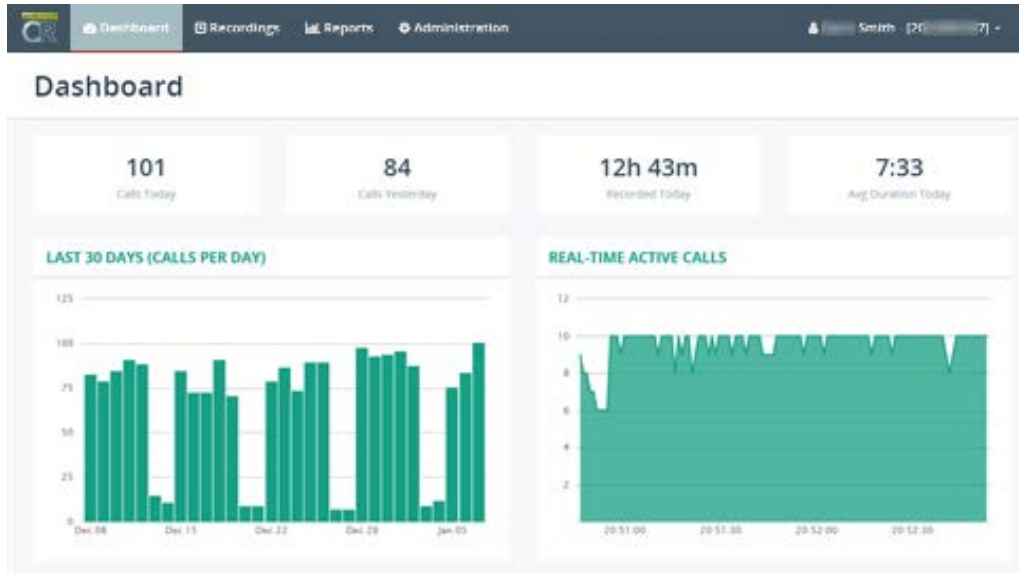 CR
Dashboard Recordings Reports Administration Smith [20 7]
Dashboard
101
Calls Today
84
Calls Yesterday
12h 43m
Recorded Today
7:33
Avg Duration Today
LAST 30 DAYS (CALLS PER DAY)
125
100
75
50
25
0
Dec 08 Dec 15 Dec 22 Dec 29 Jan 05
REAL-TIME ACTIVE CALLS
12
10
8
6
4
2
20:51:00 20:51:30 20:52:00 20:52:30